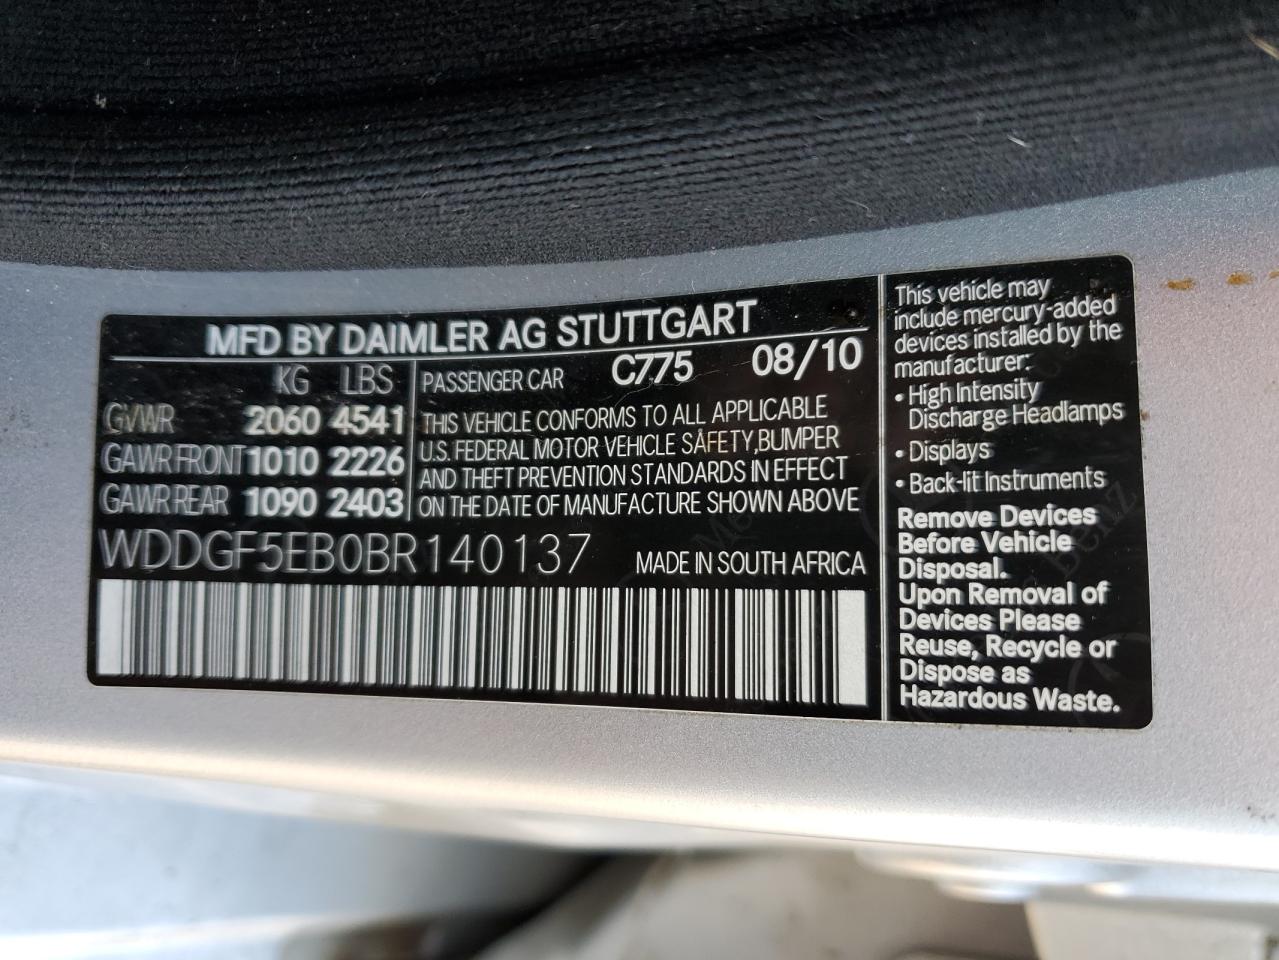 MFD BY DAIMLER AG STUTTGART
KG LBS
GVWR 2060 4541
GAWR FRONT 1010 2226
GAWR REAR 1090 2403
PASSENGER CAR C775 08/10
THIS VEHICLE CONFORMS TO ALL APPLICABLE
U.S. FEDERAL MOTOR VEHICLE SAFETY, BUMPER
AND THEFT PREVENTION STANDARDS IN EFFECT
ON THE DATE OF MANUFACTURE SHOWN ABOVE
WDDGF5EB0BR140137 MADE IN SOUTH AFRICA
This vehicle may
include mercury-added
devices installed by the
manufacturer:
• High Intensity
Discharge Headlamps
• Displays
• Back-lit Instruments
Remove Devices
Before Vehicle
Disposal.
Upon Removal of
Devices Please
Reuse, Recycle or
Dispose as
Hazardous Waste.